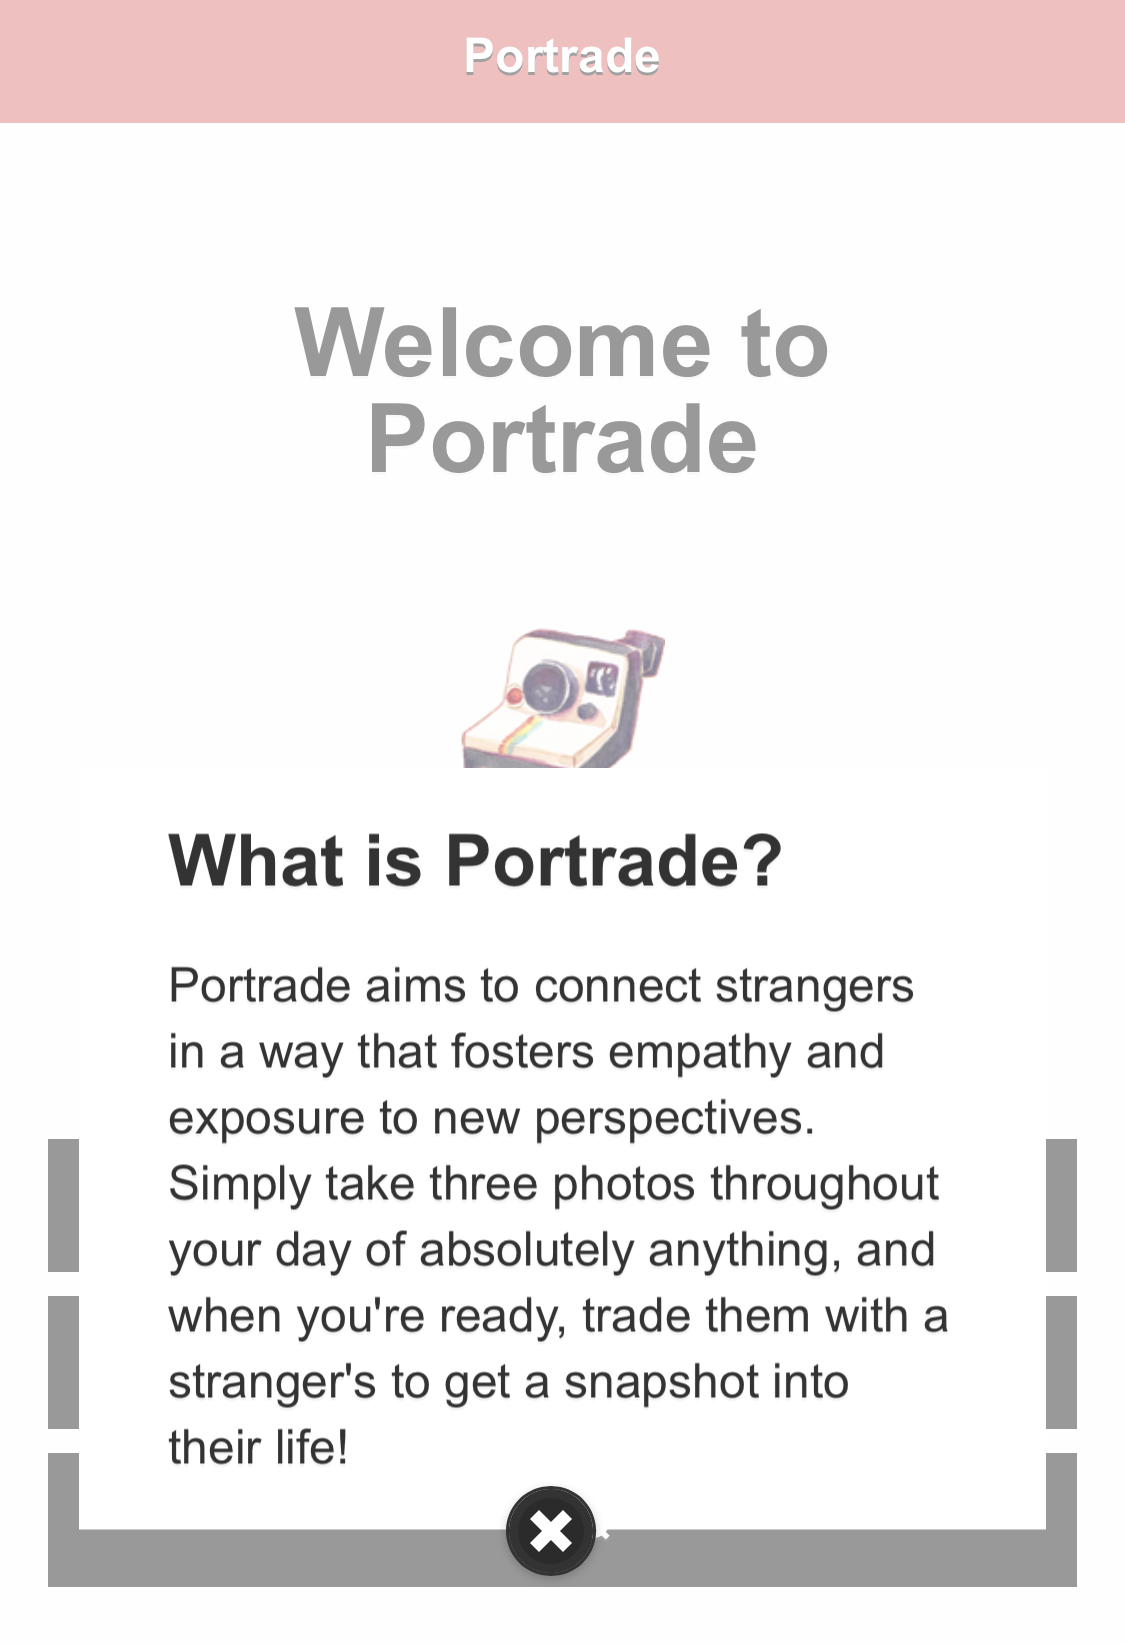 Portrade
Welcome to
Portrade
What is Portrade?
Portrade aims to connect strangers
in a way that fosters empathy and
exposure to new perspectives.
Simply take three photos throughout
your day of absolutely anything, and
when you're ready, trade them with a
stranger's to get a snapshot into
their life!